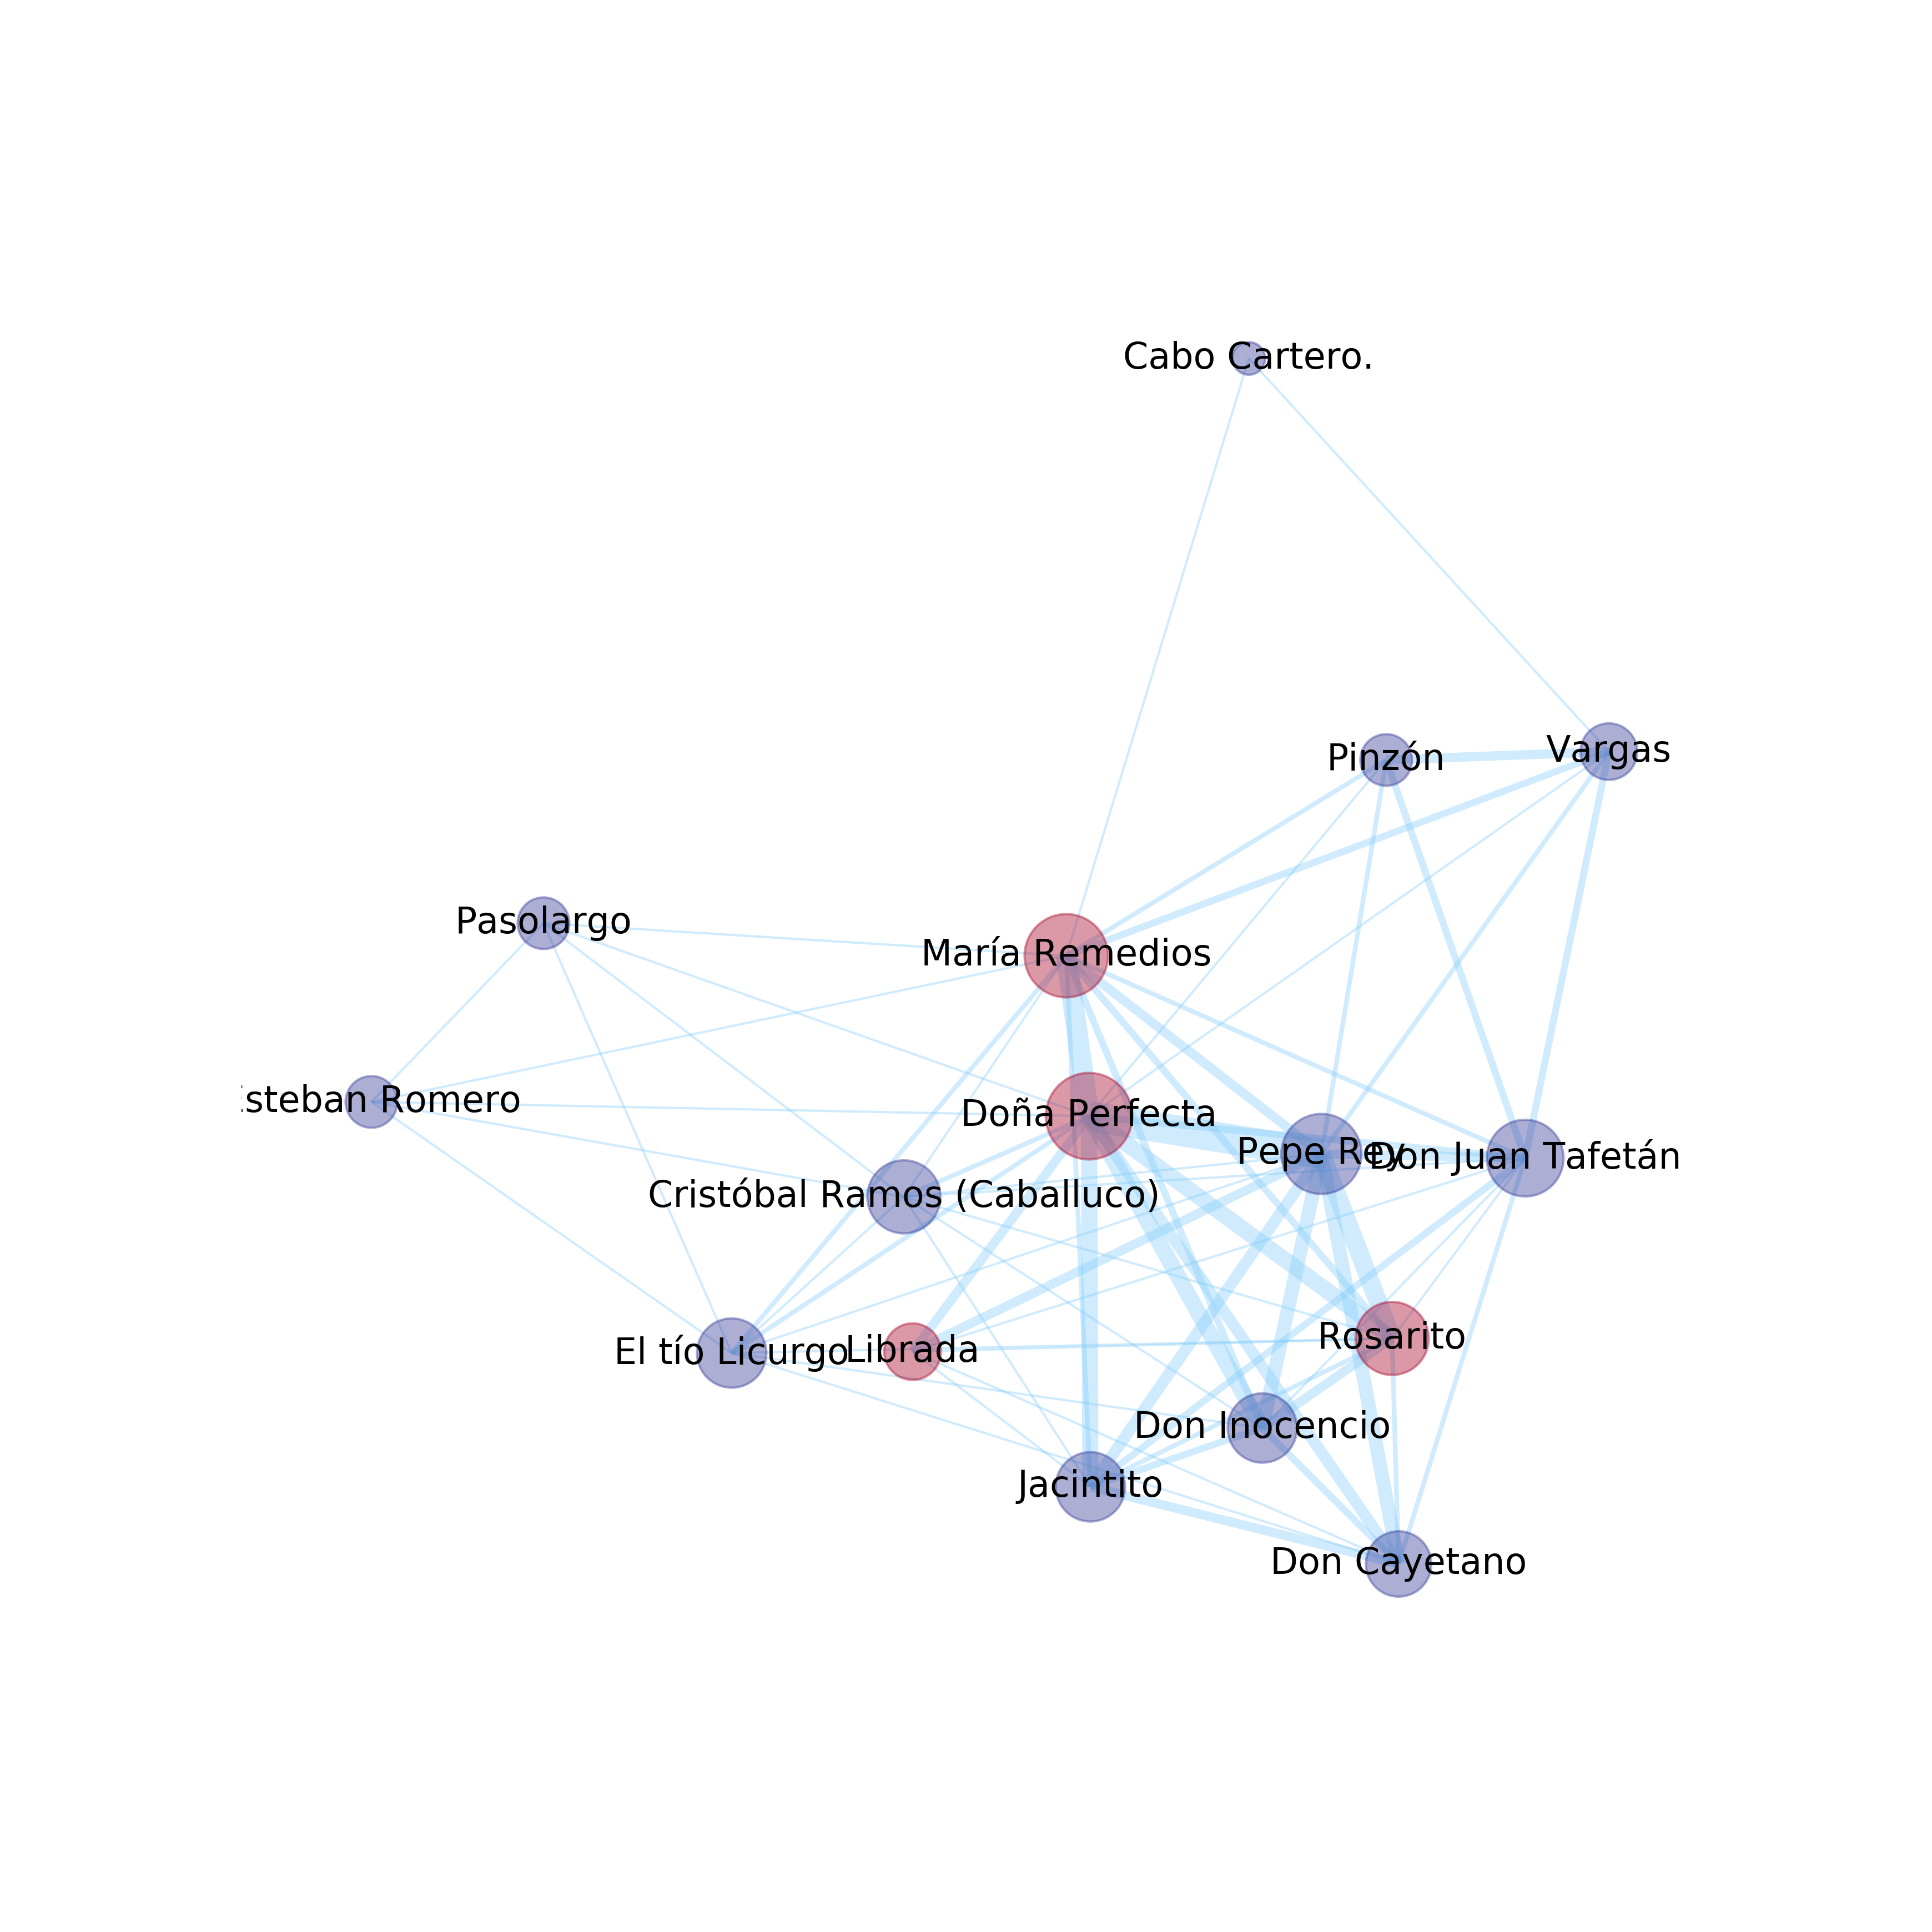 Cabo Cartero.
Pinzón
Vargas
Pasolargo
María Remedios
steban Romero
Doña Perfecta
Pepe Rey
Don Juan Tafetán
Cristóbal Ramos (Caballuco)
El tío Licurgo
Librada
Rosarito
Don Inocencio
Jacintito
Don Cayetano